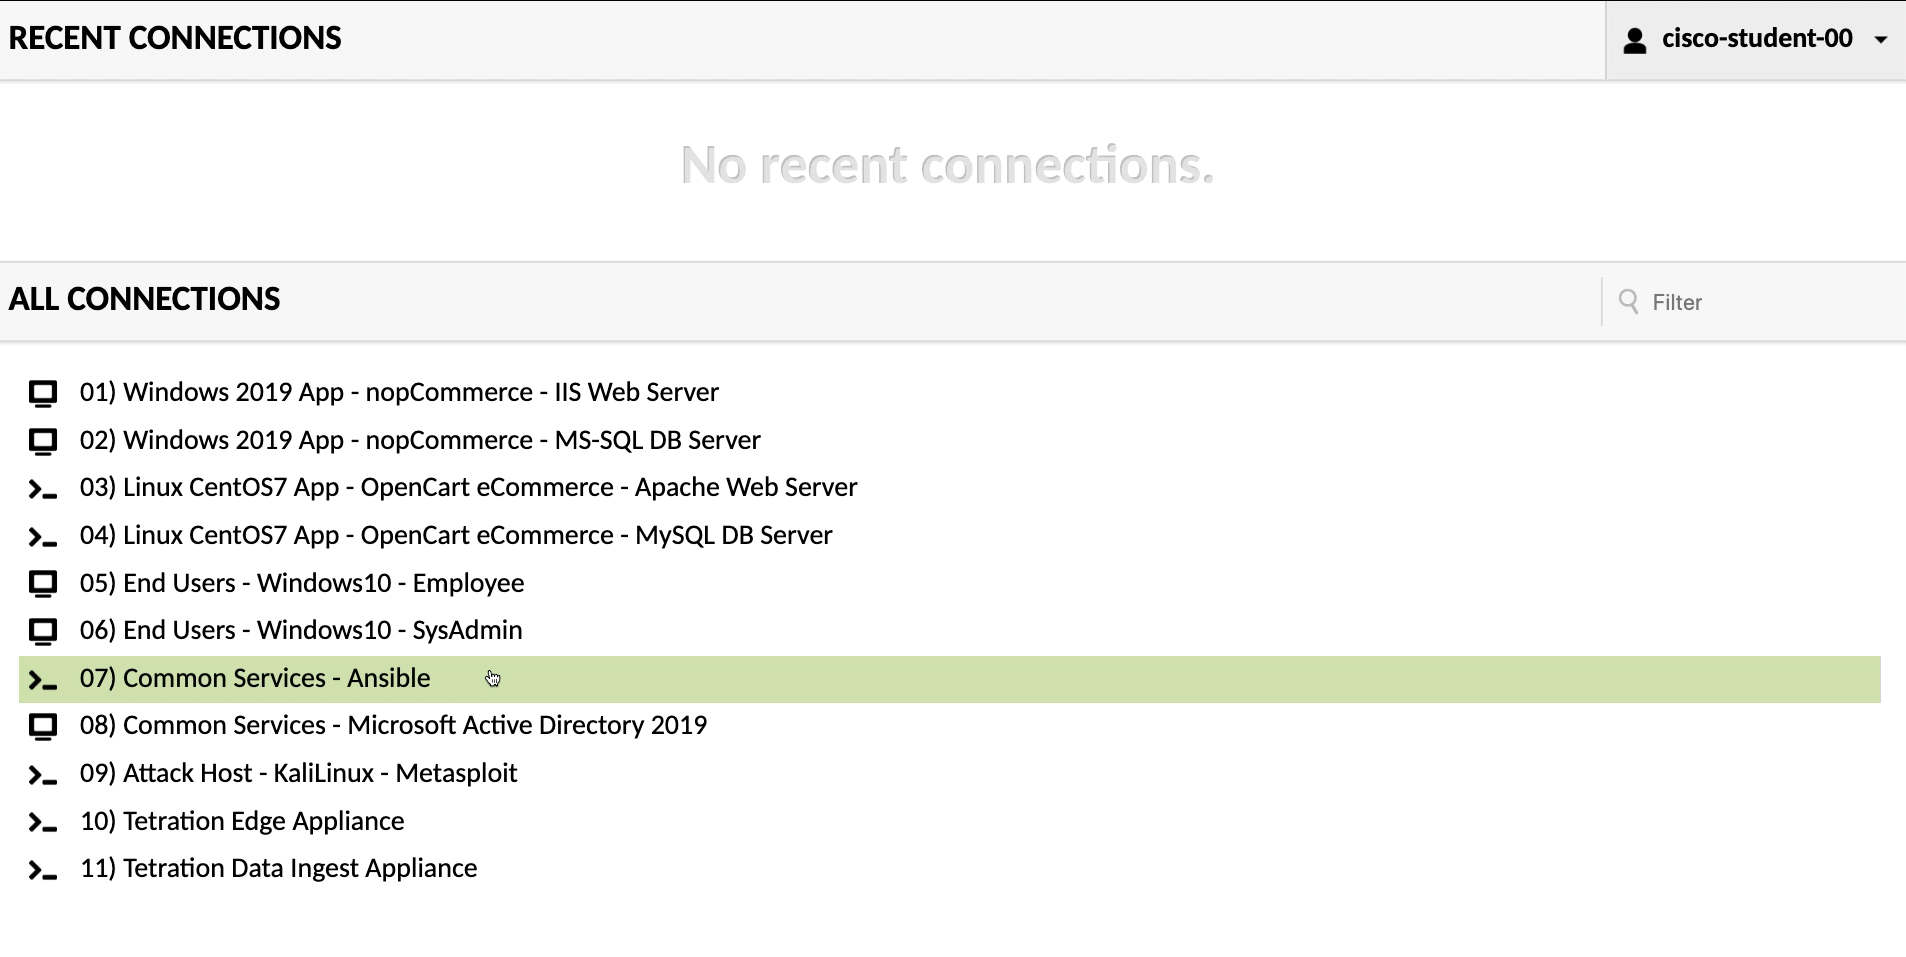 RECENT CONNECTIONS
cisco-student-00
No recent connections.
ALL CONNECTIONS
Filter
01) Windows 2019 App - nopCommerce - IIS Web Server
02) Windows 2019 App - nopCommerce - MS-SQL DB Server
03) Linux CentOS7 App - OpenCart eCommerce - Apache Web Server
04) Linux CentOS7 App - OpenCart eCommerce - MySQL DB Server
05) End Users - Windows10 - Employee
06) End Users - Windows10 - SysAdmin
07) Common Services - Ansible
08) Common Services - Microsoft Active Directory 2019
09) Attack Host - KaliLinux - Metasploit
10) Tetration Edge Appliance
11) Tetration Data Ingest Appliance